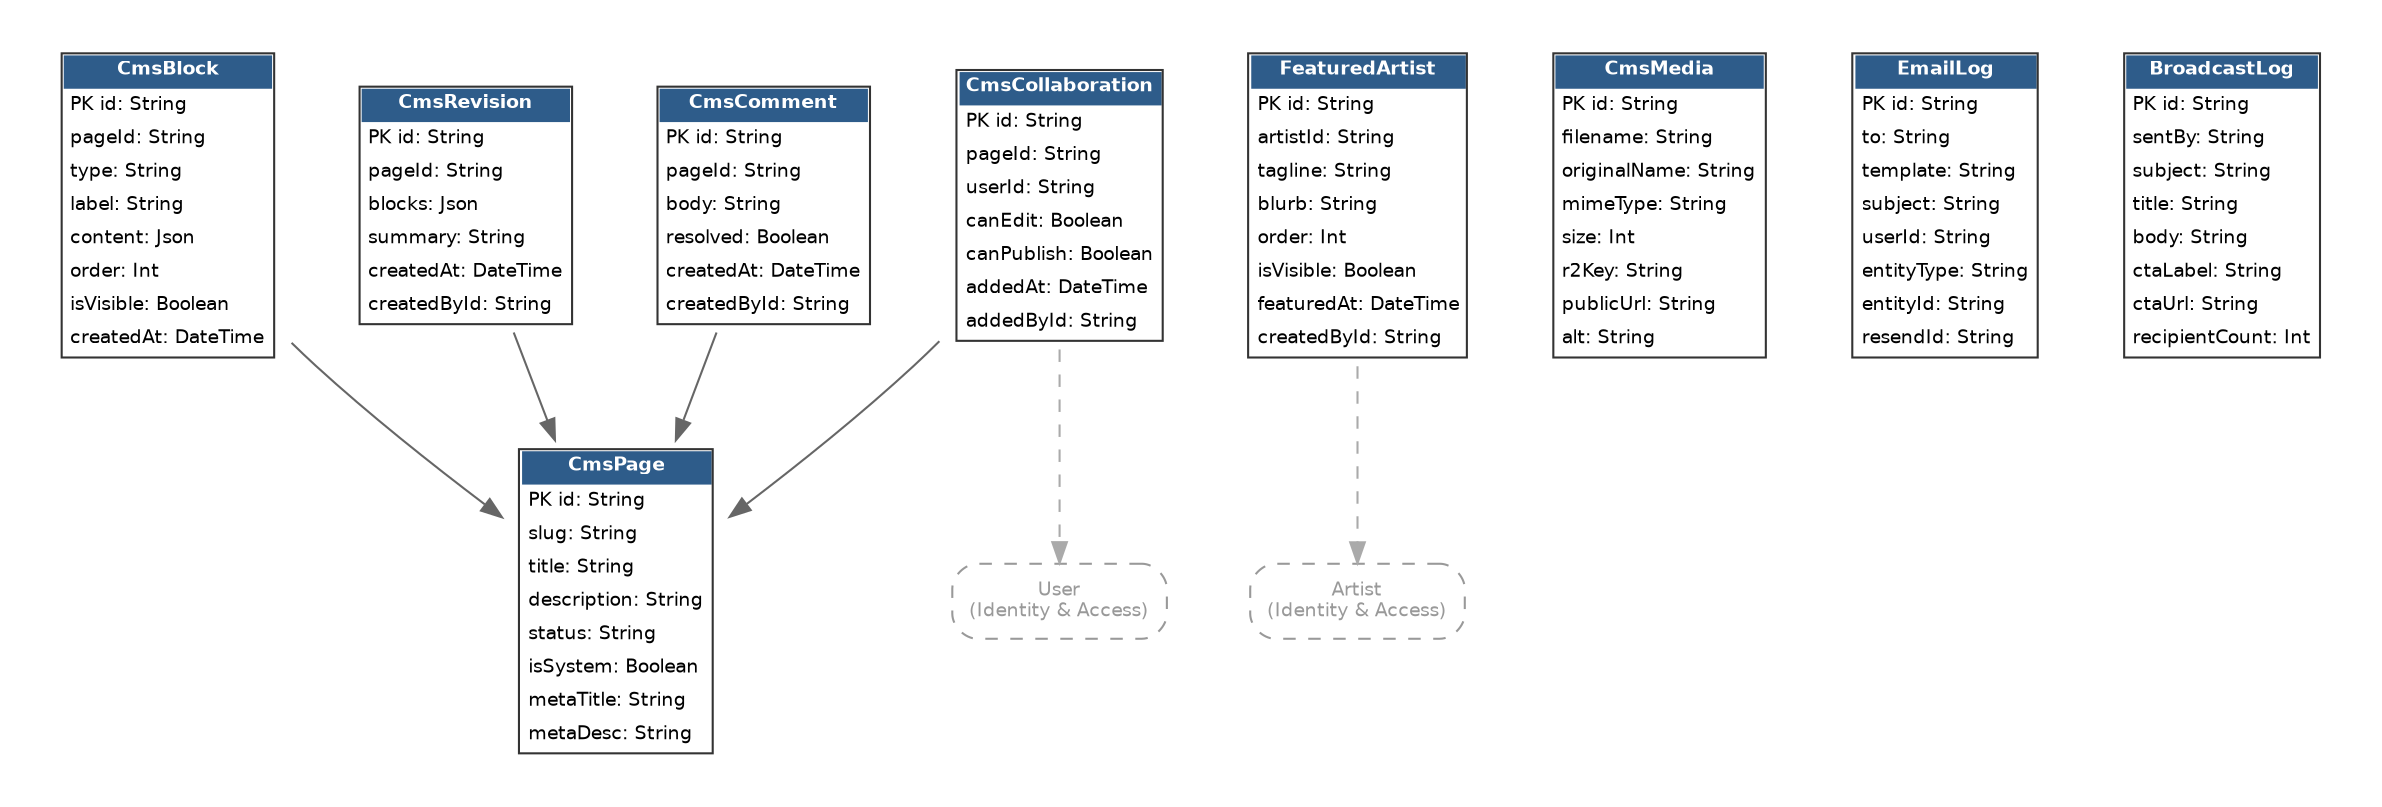 CmsBlock
PK id: String
pageId: String
type: String
label: String
content: Json
order: Int
isVisible: Boolean
createdAt: DateTime
CmsRevision
PK id: String
pageId: String
blocks: Json
summary: String
createdAt: DateTime
createdById: String
CmsComment
PK id: String
pageId: String
body: String
resolved: Boolean
createdAt: DateTime
createdById: String
CmsCollaboration
PK id: String
pageId: String
userId: String
canEdit: Boolean
canPublish: Boolean
addedAt: DateTime
addedById: String
FeaturedArtist
PK id: String
artistId: String
tagline: String
blurb: String
order: Int
isVisible: Boolean
featuredAt: DateTime
createdById: String
CmsMedia
PK id: String
filename: String
originalName: String
mimeType: String
size: Int
r2Key: String
publicUrl: String
alt: String
EmailLog
PK id: String
to: String
template: String
subject: String
userId: String
entityType: String
entityId: String
resendId: String
BroadcastLog
PK id: String
sentBy: String
subject: String
title: String
body: String
ctaLabel: String
ctaUrl: String
recipientCount: Int
CmsPage
PK id: String
slug: String
title: String
description: String
status: String
isSystem: Boolean
metaTitle: String
metaDesc: String
User
(Identity & Access)
Artist
(Identity & Access)